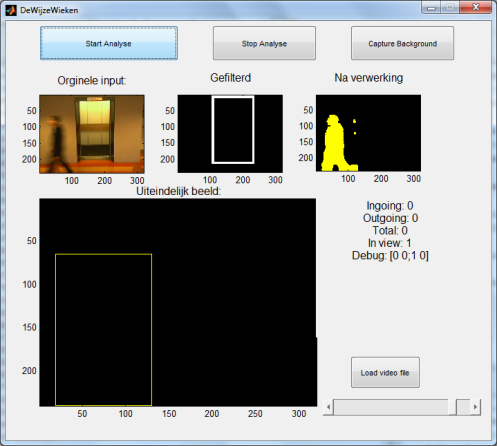 DeWijzeWieken
Start Analyse
Stop Analyse
Capture Background
Orginele input:
Gefilterd
Na verwerking
50
100
150
200
100 200 300
50
100
150
200
100 200 300
50
100
150
200
100 200 300
Uiteindelijk beeld:
50
100
150
200
50 100 150 200 250 300
Ingoing: 0
Outgoing: 0
Total: 0
In view: 1
Debug: [0 0;1 0]
Load video file